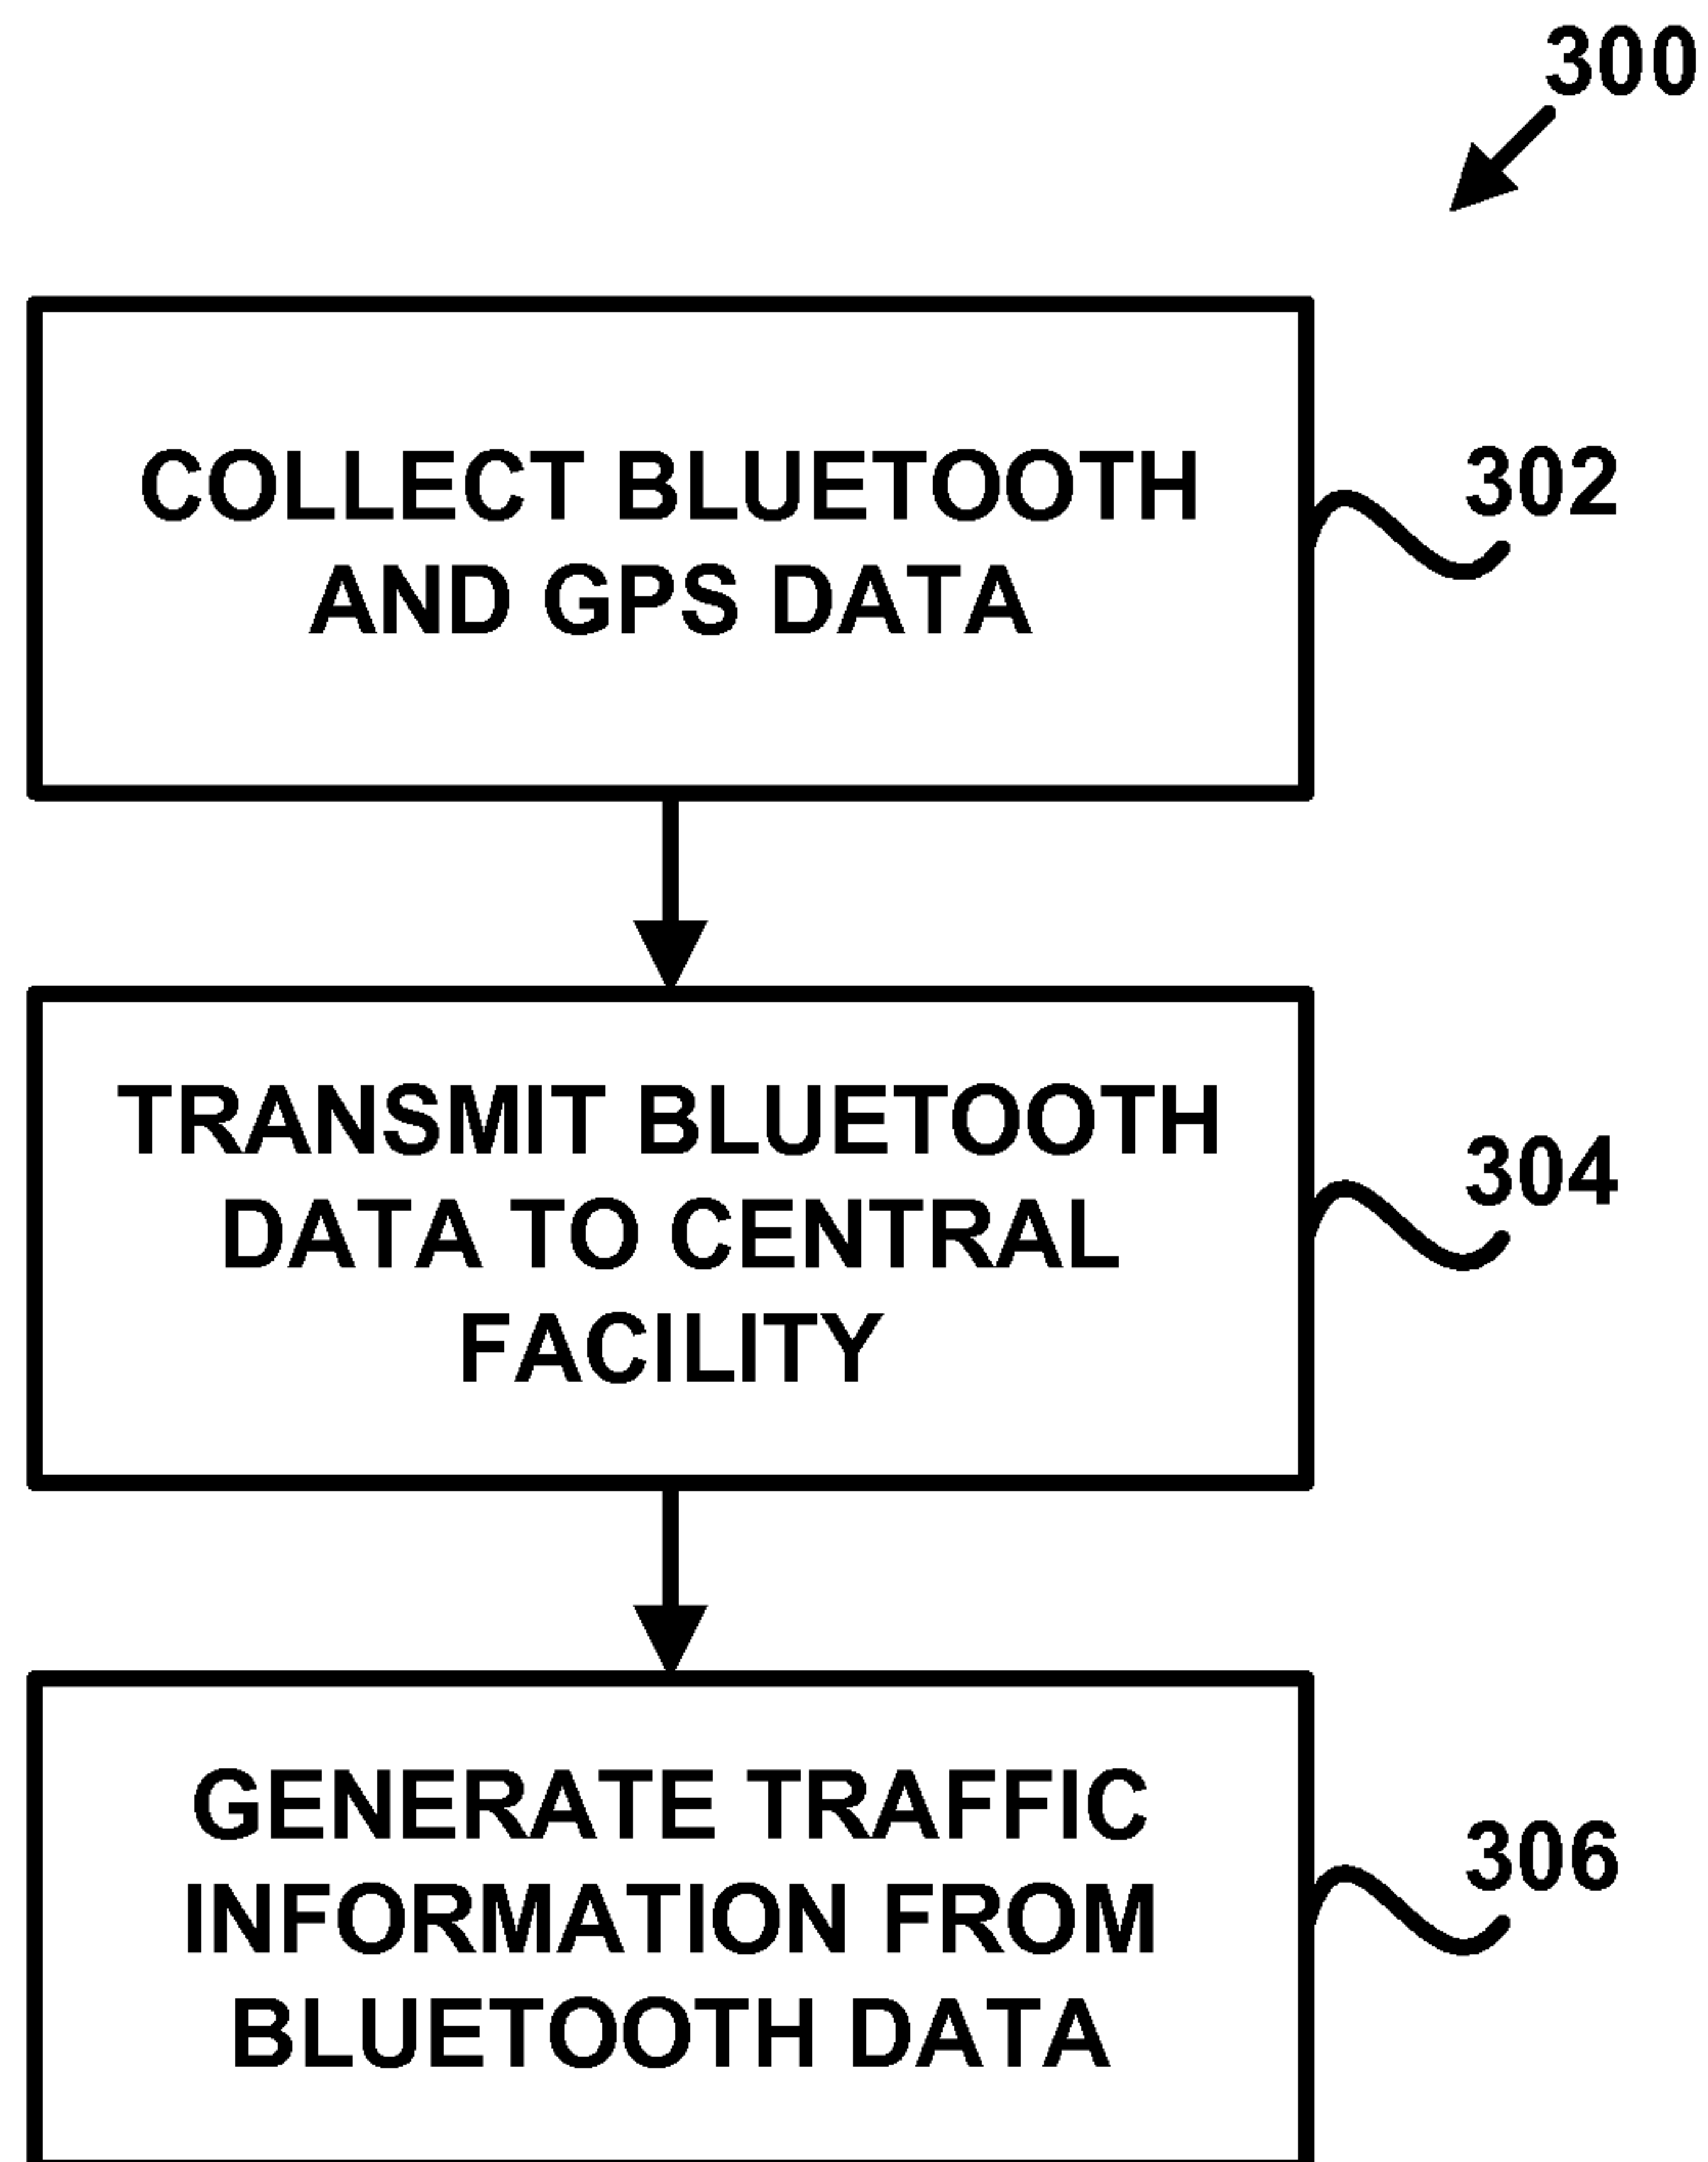 300
COLLECT BLUETOOTH
AND GPS DATA
302
TRANSMIT BLUETOOTH
DATA TO CENTRAL
FACILITY
304
GENERATE TRAFFIC
INFORMATION FROM
BLUETOOTH DATA
306